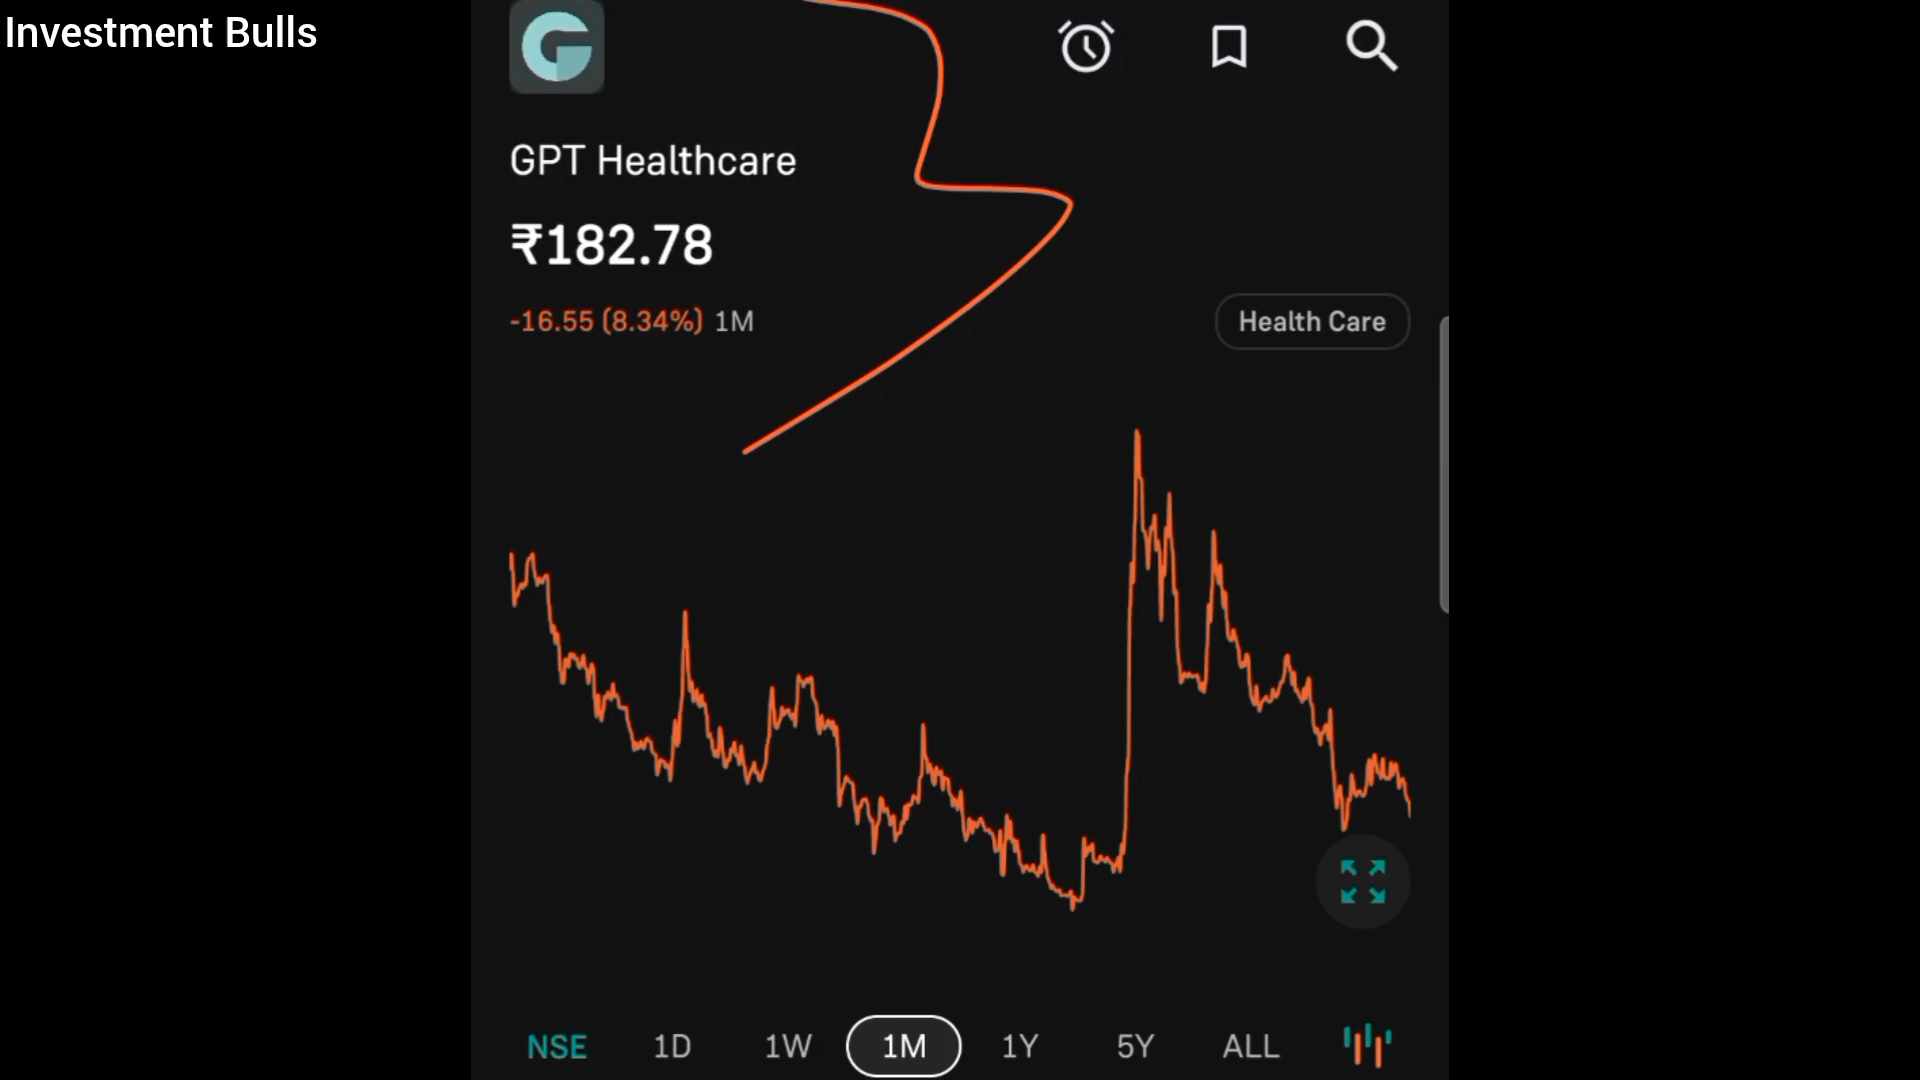 Investment Bulls
GPT Healthcare
₹182.78
-16.55 (8.34%) 1M
Health Care
NSE 1D 1W 1M 1Y 5Y ALL